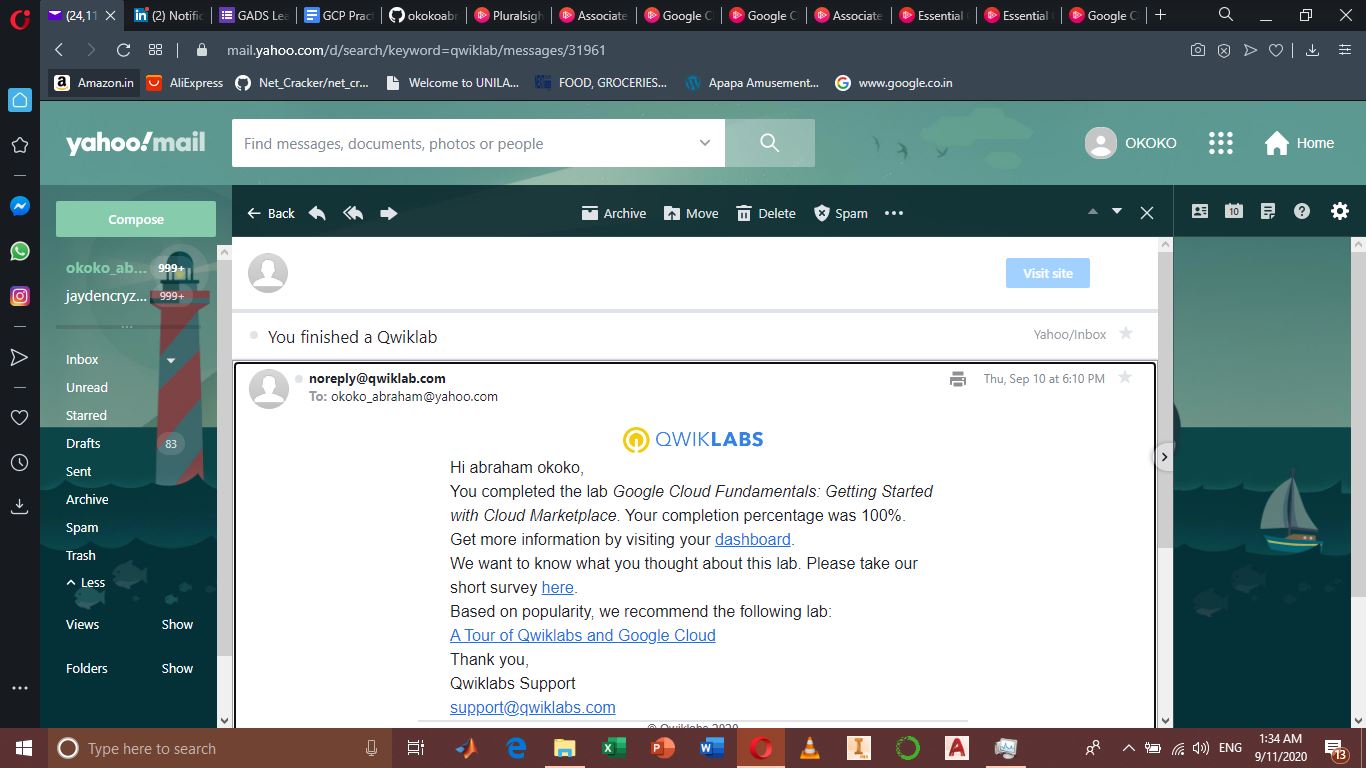 (24,11
(2) Notific
GADS Lea
GCP Pract
okokoabr
Pluralsigh
Associate
Google Cl
Google Cl
Associate
Essential
Essential
Google Cl
mail.yahoo.com/d/search/keyword=qwiklab/messages/31961
Amazon.in
AliExpress
Net_Cracker/net_cr...
Welcome to UNILA...
FOOD, GROCERIES...
Apapa Amusement...
www.google.co.in
yahoo!mail
Find messages, documents, photos or people
OKOKO
Home
Compose
Back
Archive
Move
Delete
Spam
10
okoko_ab... 999+
jaydencryz... 999+
Inbox
Unread
Starred
Drafts 83
Sent
Archive
Spam
Trash
Less
Views Show
Folders Show
Visit site
You finished a Qwiklab
Yahoo/Inbox
noreply@qwiklab.com
Thu, Sep 10 at 6:10 PM
To: okoko_abraham@yahoo.com
QWIKLABS
Hi abraham okoko,
You completed the lab Google Cloud Fundamentals: Getting Started
with Cloud Marketplace. Your completion percentage was 100%.
Get more information by visiting your dashboard.
We want to know what you thought about this lab. Please take our
short survey here.
Based on popularity, we recommend the following lab:
A Tour of Qwiklabs and Google Cloud
Thank you,
Qwiklabs Support
support@qwiklabs.com
© Qwiklabs 2020
Type here to search
ENG
1:34 AM
9/11/2020
13